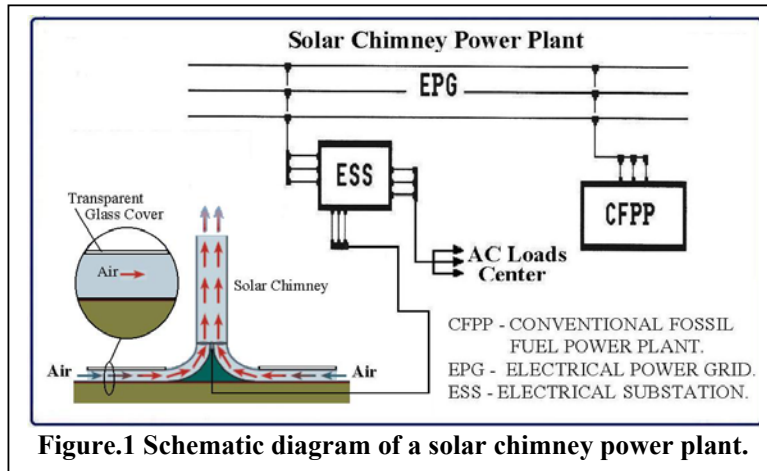 Solar Chimney Power Plant
EPG
ESS
CFPP
Transparent
Glass Cover
Air
Solar Chimney
AC Loads
Center
Air
Air
CFPP - CONVENTIONAL FOSSIL
FUEL POWER PLANT.
EPG - ELECTRICAL POWER GRID.
ESS - ELECTRICAL SUBSTATION.
Figure.1 Schematic diagram of a solar chimney power plant.